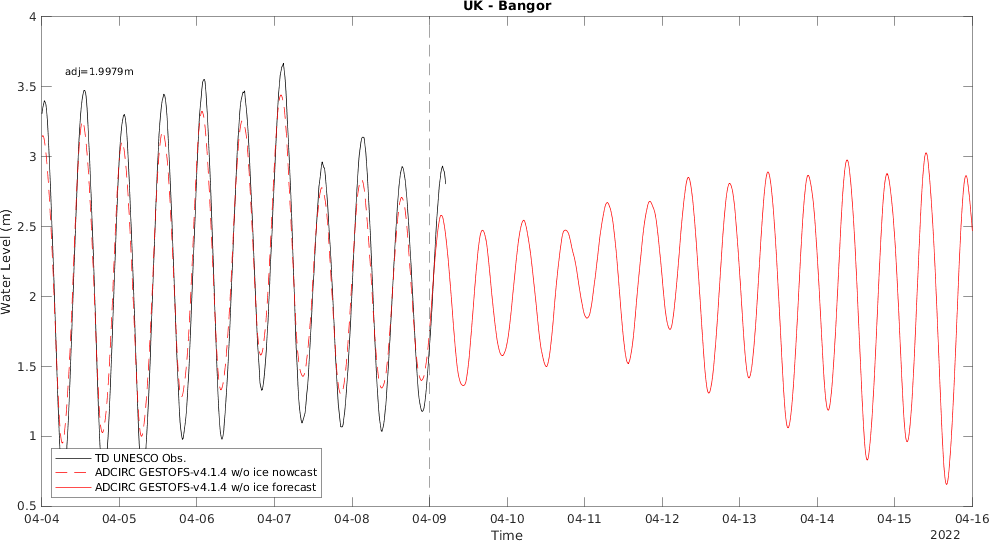 UK - Bangor
4
3.5
3
2.5
2
1.5
1
0.5
Water Level (m)
adj=1.9979m
TD UNESCO Obs.
ADCIRC GESTOFS-v4.1.4 w/o ice nowcast
ADCIRC GESTOFS-v4.1.4 w/o ice forecast
04-04 04-05 04-06 04-07 04-08 04-09 04-10 04-11 04-12 04-13 04-14 04-15 04-16
Time
2022